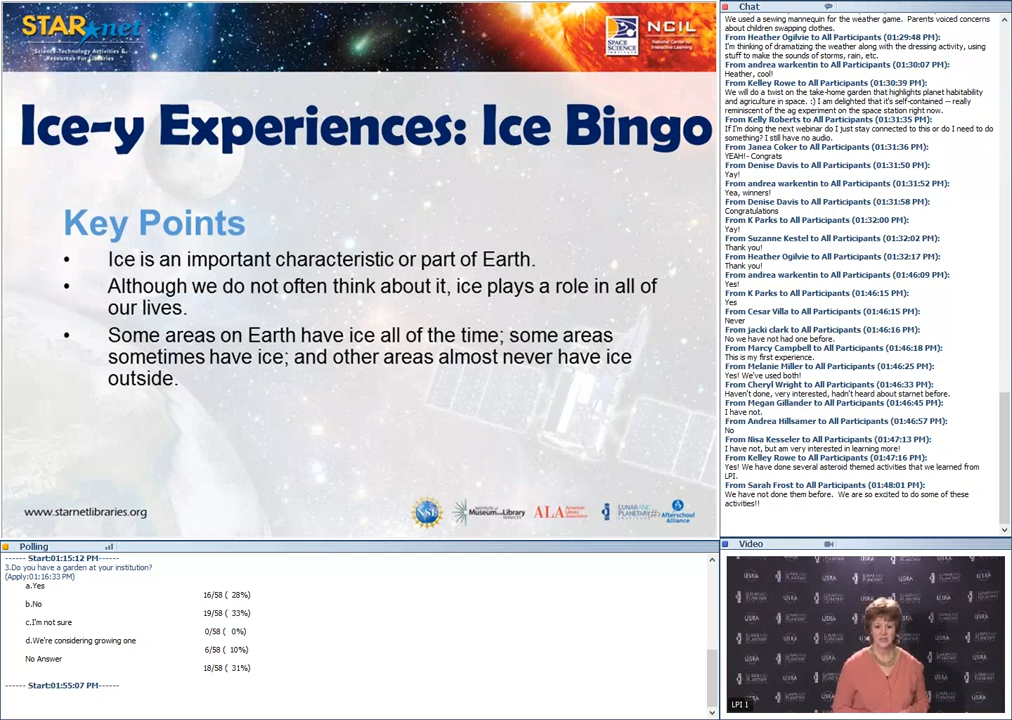 STAR net
Science-Technology Activities &
Resources For Libraries
SPACE
SCIENCE
INSTITUTE
NCIL
National Center for
Interactive Learning
Ice-y Experiences: Ice Bingo
Key Points
• Ice is an important characteristic or part of Earth.
• Although we do not often think about it, ice plays a role in all of
our lives.
• Some areas on Earth have ice all of the time; some areas
sometimes have ice; and other areas almost never have ice
outside.
www.starnetlibraries.org
NSF
INSTITUTE of
Museum and Library
SERVICES
ALA American
Library
Association
LUNAR AND
PLANETARY
INSTITUTE
Afterschool
Alliance
Chat
We used a sewing mannequin for the weather game. Parents voiced concerns
about children swapping clothes.
From Heather Ogilvie to All Participants (01:29:48 PM):
I'm thinking of dramatizing the weather along with the dressing activity, using
stuff to make the sounds of storms, rain, etc.
From andrea warkentin to All Participants (01:30:07 PM):
Heather, cool!
From Kelley Rowe to All Participants (01:30:39 PM):
We will do a twist on the take-home garden that highlights planet habitability
and agriculture in space. :) I am delighted that it's self-contained -- really
reminiscent of the ag experiment on the space station right now.
From Kelly Roberts to All Participants (01:31:35 PM):
If I'm doing the next webinar do I just stay connected to this or do I need to do
something? I still have no audio.
From Janea Coker to All Participants (01:31:36 PM):
YEAH!- Congrats
From Denise Davis to All Participants (01:31:50 PM):
Yay!
From andrea warkentin to All Participants (01:31:52 PM):
Yea, winners!
From Denise Davis to All Participants (01:31:58 PM):
Congratulations
From K Parks to All Participants (01:32:00 PM):
Yay!
From Suzanne Kestel to All Participants (01:32:02 PM):
Thank you!
From Heather Ogilvie to All Participants (01:32:17 PM):
Thank you!
From andrea warkentin to All Participants (01:46:09 PM):
Yes!
From K Parks to All Participants (01:46:15 PM):
Yes
From Cesar Villa to All Participants (01:46:15 PM):
Never
From jacki clark to All Participants (01:46:16 PM):
No we have not had one before.
From Marcy Campbell to All Participants (01:46:18 PM):
This is my first experience.
From Melanie Miller to All Participants (01:46:25 PM):
Yes! We've used both!
From Cheryl Wright to All Participants (01:46:33 PM):
Haven't done, very interested, hadn't heard about starnet before.
From Megan Gillander to All Participants (01:46:45 PM):
I have not.
From Andrea Hillsamer to All Participants (01:46:57 PM):
No
From Nisa Kesseler to All Participants (01:47:13 PM):
I have not, but am very interested in learning more!
From Kelley Rowe to All Participants (01:47:16 PM):
Yes! We have done several asteroid themed activities that we learned from
LPI.
From Sarah Frost to All Participants (01:48:01 PM):
We have not done them before. We are so excited to do some of these
activities!!
Polling
------ Start:01:15:12 PM------
3.Do you have a garden at your institution?
(Apply:01:16:33 PM)
a.Yes
16/58 ( 28%)
b.No
19/58 ( 33%)
c.I'm not sure
0/58 ( 0%)
d.We're considering growing one
6/58 ( 10%)
No Answer
18/58 ( 31%)
------ Start:01:55:07 PM------
Video
USRA
LUNAR AND
PLANETARY
LPI 1